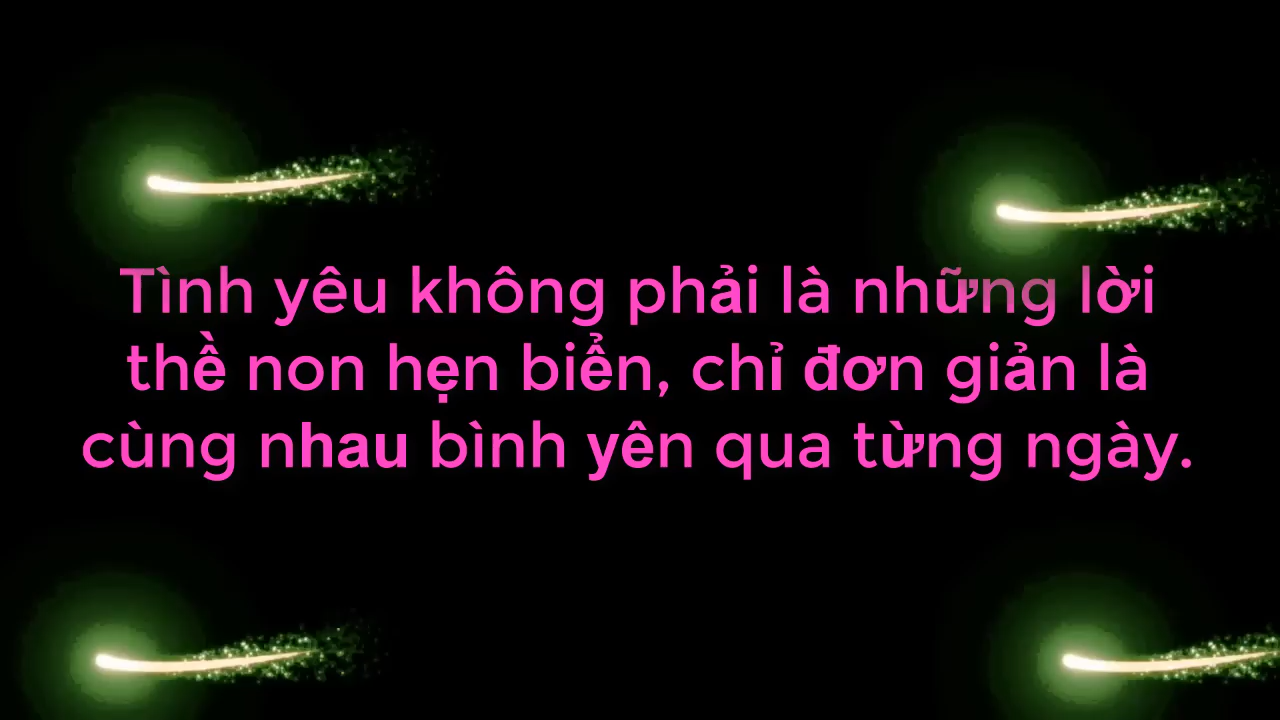 Tình yêu không phải là những lời
thề non hẹn biển, chỉ đơn giản là
cùng nhau bình yên qua từng ngày.